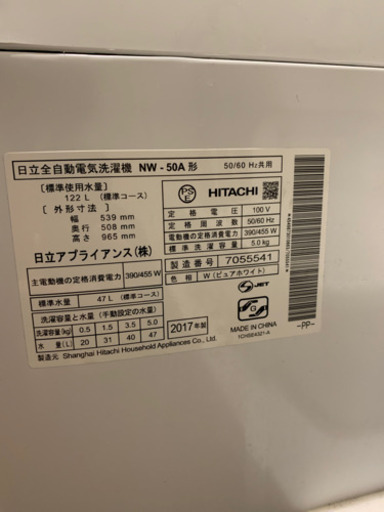 日立全自動電気洗濯機 NW-50A 形 50/60 Hz共用
〔標準使用水量〕
122 L (標準コース)
〔外形寸法〕
幅 539 mm
奥行 508 mm
高さ 965 mm
日立アプライアンス(株)
PS
E
HITACHI
定格電圧 100 V
定格周波数 50/60 Hz
定格消費電力 390/455 W
標準洗濯容量 5.0 kg
主電動機の定格消費電力 390/455 W
製造番号 7055541
標準水量 47 L (標準コース)
色相 W (ピュアホワイト)
洗濯容量と水量(手動設定の水量)
洗濯容量(kg) 0.5 1.5 3.5 5.0
水量(L) 20 31 40 47
2017年製
JET
G
MADE IN CHINA
製造元 Shanghai Hitachi Household Appliances Co., Ltd.
-PP-